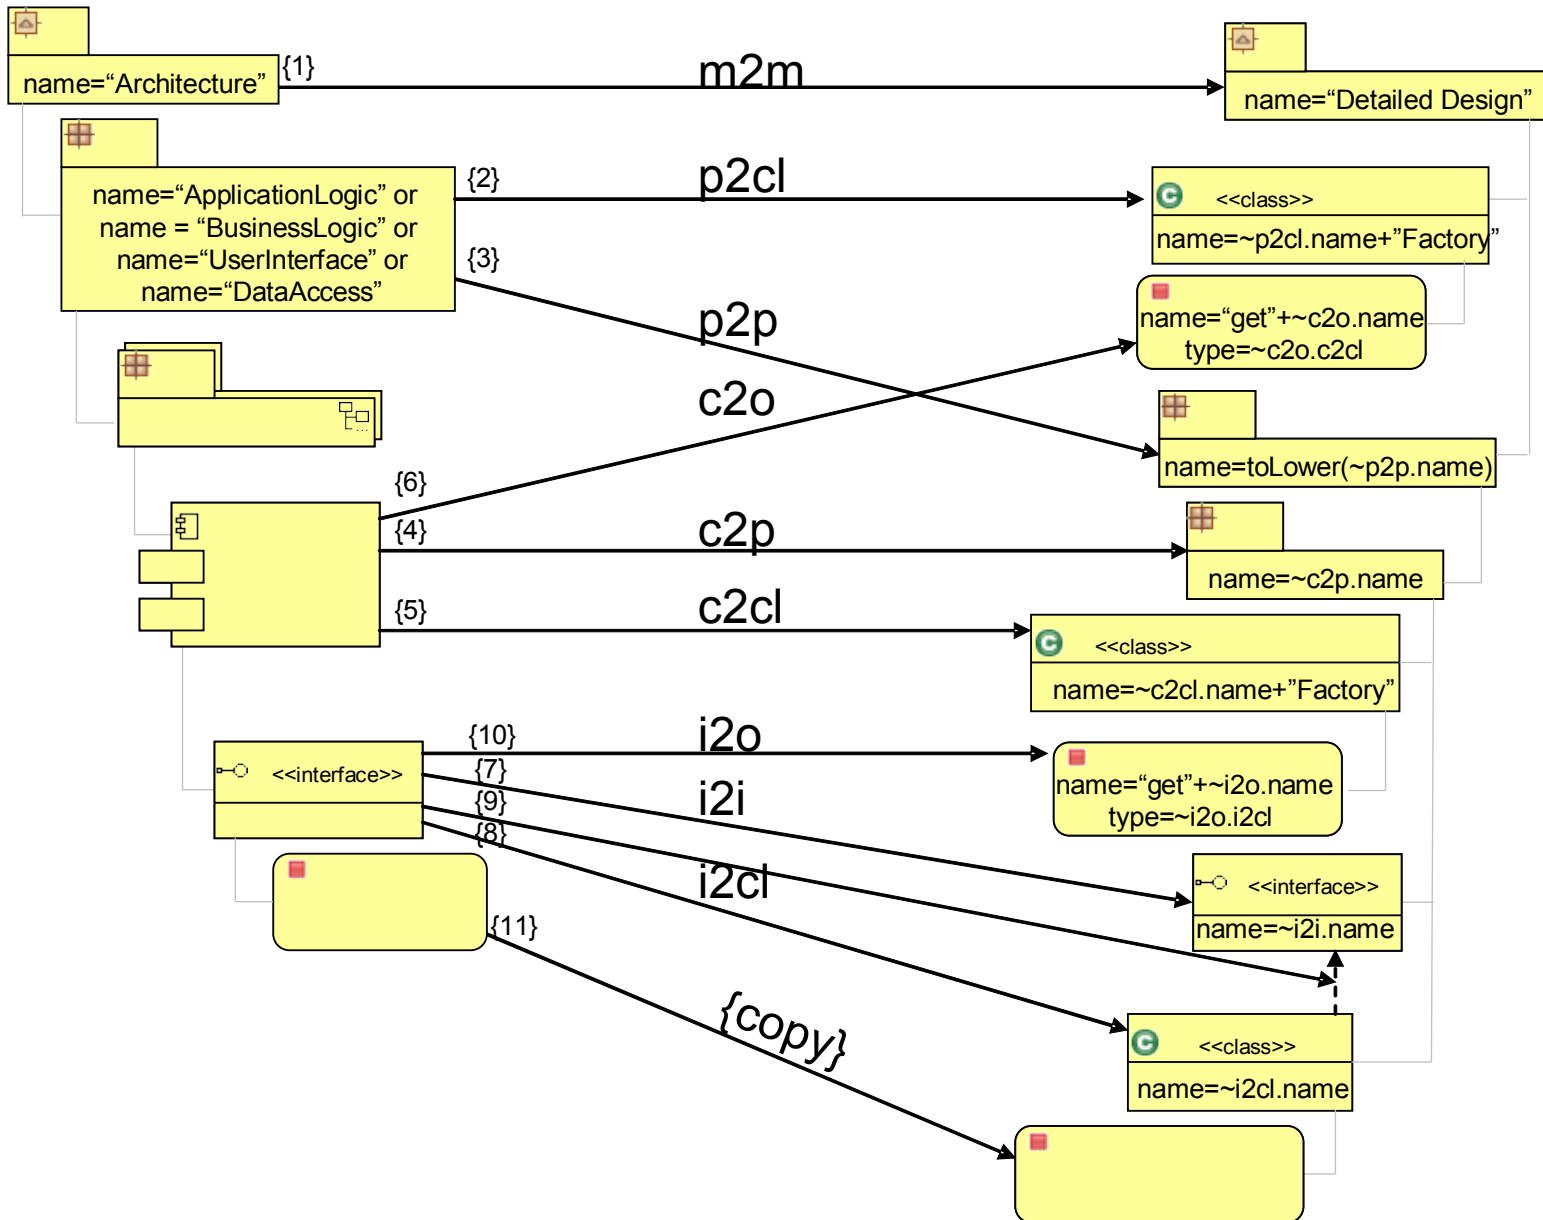 name=“Architecture”
{1}
m2m
name=“Detailed Design”
name=“ApplicationLogic” or
name = “BusinessLogic” or
name=“UserInterface” or
name=“DataAccess”
{2}
p2cl
<<class>>
name=~p2cl.name+”Factory”
{3}
p2p
name=“get”+~c2o.name
type=~c2o.c2cl
c2o
...
name=toLower(~p2p.name)
{6}
{4}
c2p
name=~c2p.name
{5}
c2cl
<<class>>
name=~c2cl.name+”Factory”
{10}
i2o
<<interface>>
{7}
name=“get”+~i2o.name
type=~i2o.i2cl
{9}
i2i
{8}
i2cl
<<interface>>
name=~i2i.name
{11}
{copy}
<<class>>
name=~i2cl.name